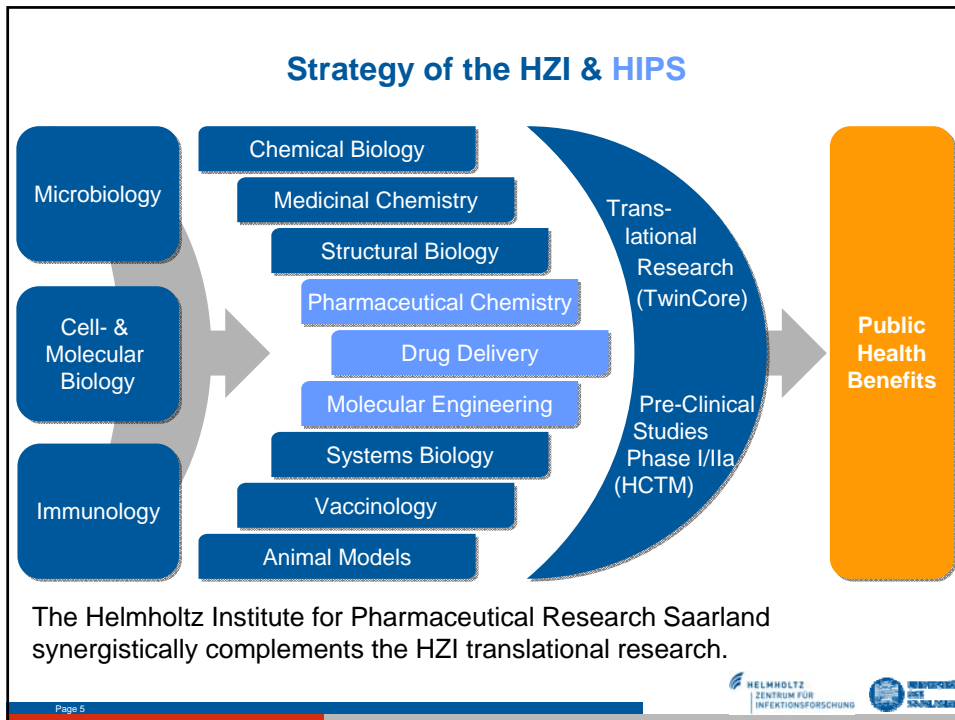 Strategy of the HZI & HIPS
Microbiology
Cell- &
Molecular
Biology
Immunology
Chemical Biology
Medicinal Chemistry
Structural Biology
Pharmaceutical Chemistry
Drug Delivery
Molecular Engineering
Systems Biology
Vaccinology
Animal Models
Trans-
lational
Research
(TwinCore)
Pre-Clinical
Studies
Phase I/IIa
(HCTM)
Public
Health
Benefits
The Helmholtz Institute for Pharmaceutical Research Saarland
synergistically complements the HZI translational research.
HELMHOLTZ
ZENTRUM FÜR
INFEKTIONSFORSCHUNG
Page 5